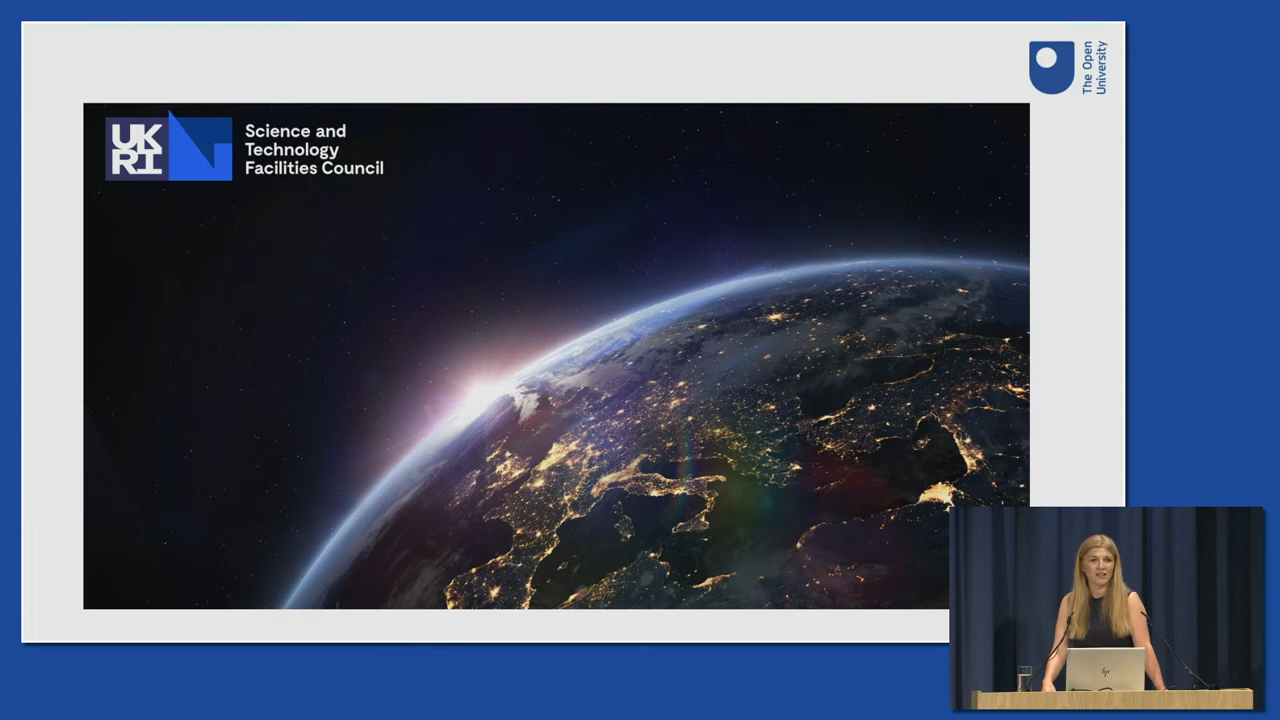 The Open
University
UK
RI
Science and
Technology
Facilities Council
hp